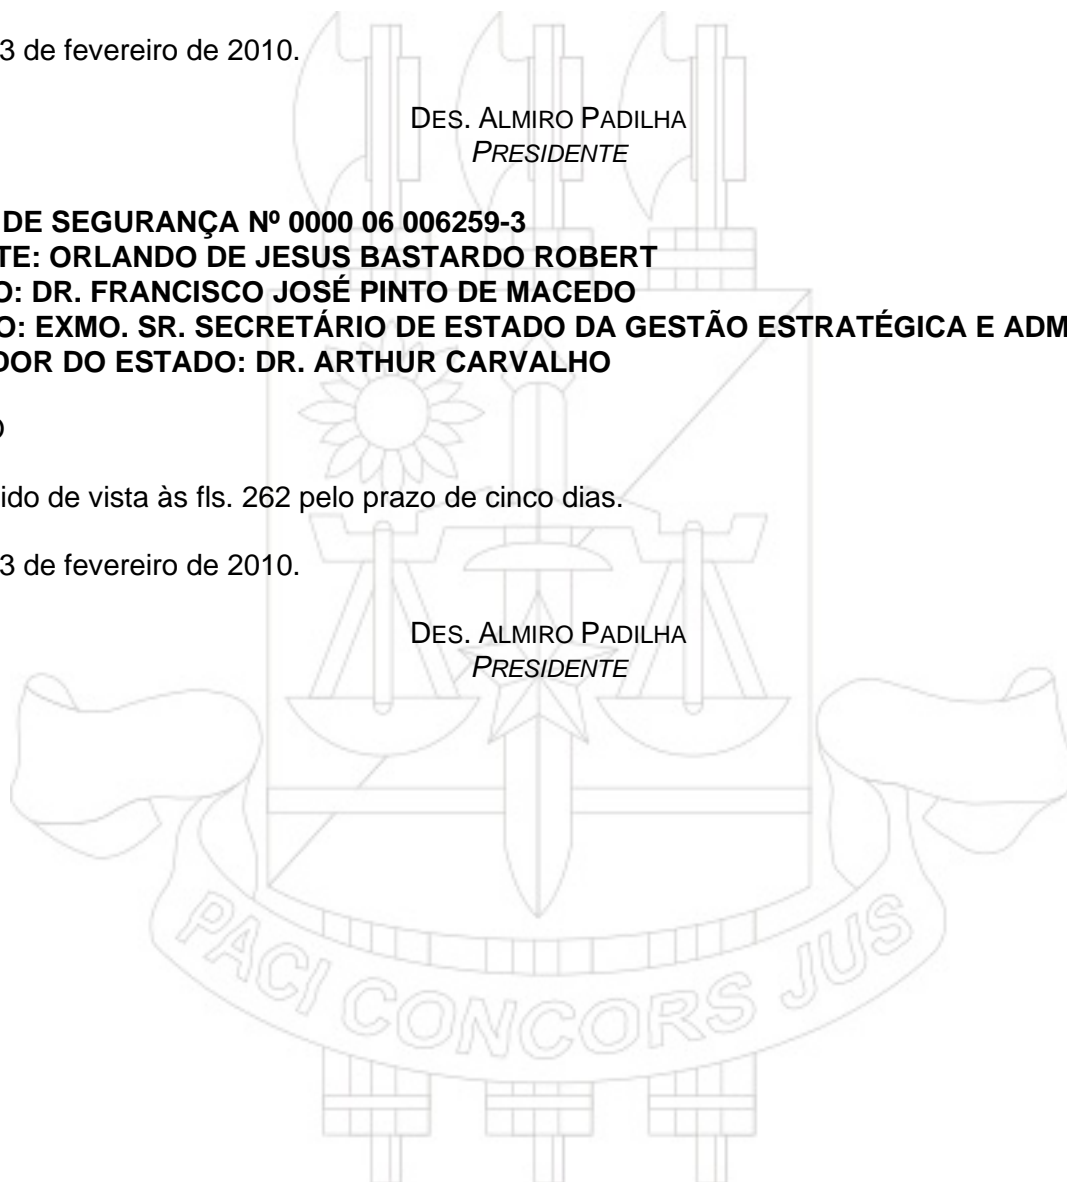 3 de fevereiro de 2010.
DES. ALMIRO PADILHA
PRESIDENTE
DE SEGURANÇA Nº 0000 06 006259-3
TE: ORLANDO DE JESUS BASTARDO ROBERT
O: DR. FRANCISCO JOSÉ PINTO DE MACEDO
O: EXMO. SR. SECRETÁRIO DE ESTADO DA GESTÃO ESTRATÉGICA E ADM
DOR DO ESTADO: DR. ARTHUR CARVALHO
O
ido de vista às fls. 262 pelo prazo de cinco dias.
3 de fevereiro de 2010.
DES. ALMIRO PADILHA
PRESIDENTE
PACI CONCORS JUS